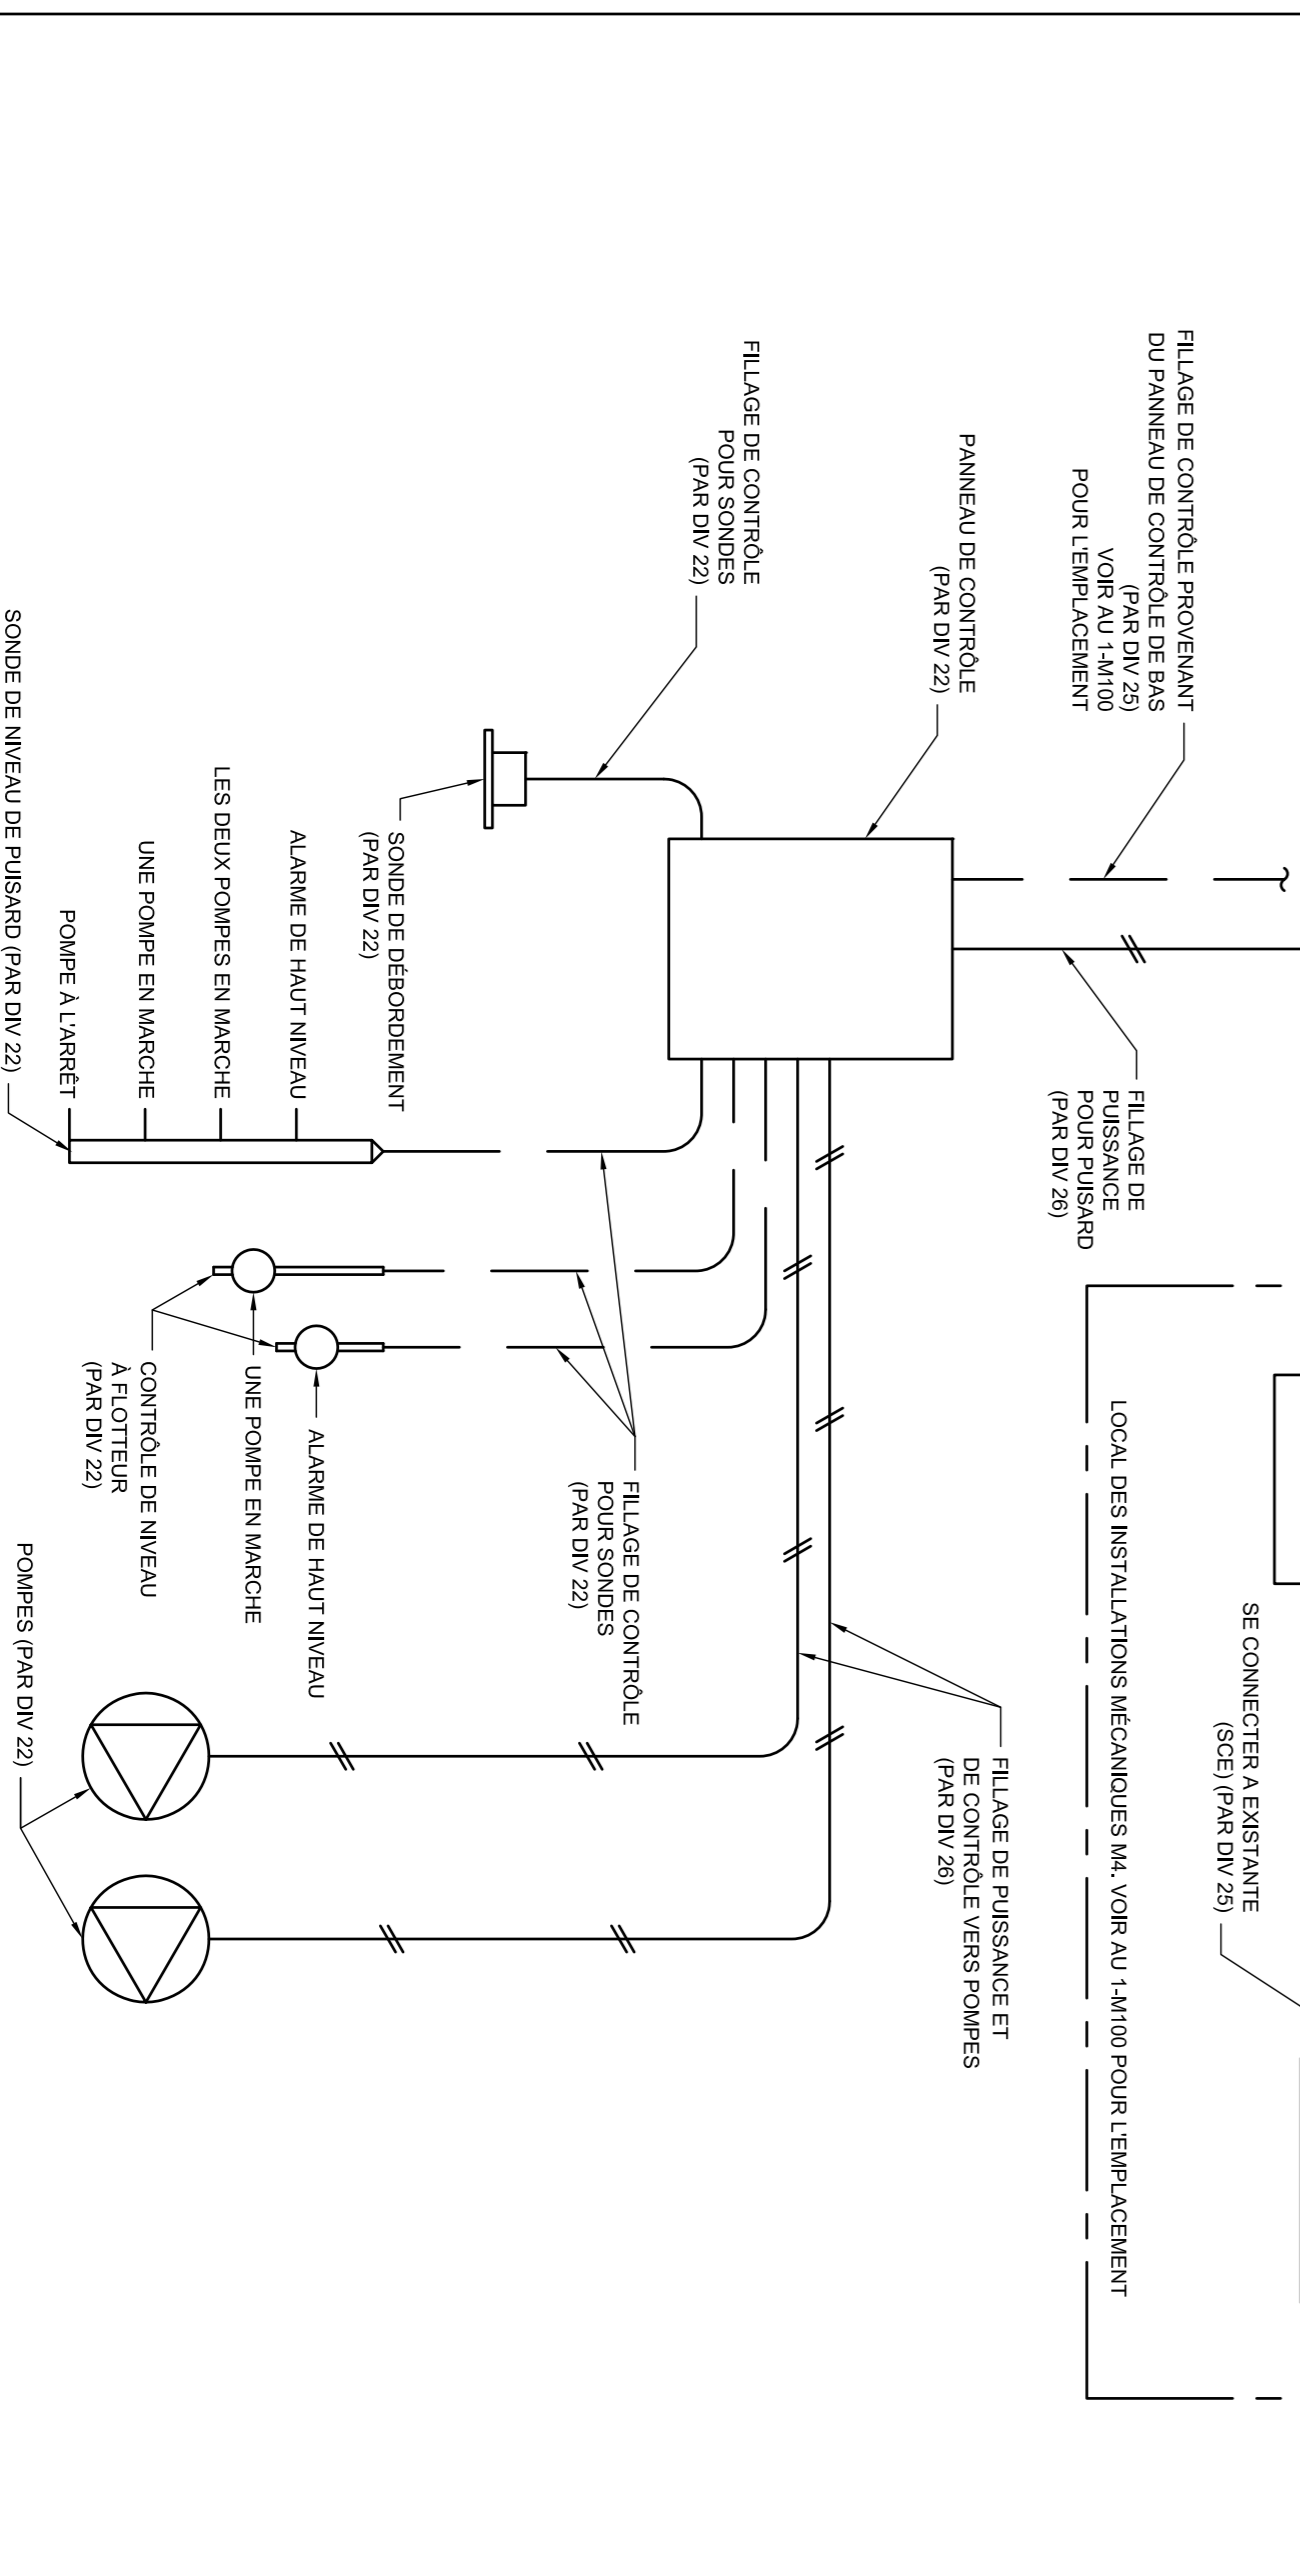 FILLAGE DE CONTRÔLE PROVENANT
DU PANNEAU DE CONTRÔLE DE BAS
(PAR DIV 25)
VOIR AU 1-M100
POUR L'EMPLACEMENT
FILLAGE DE
PUISSANCE
POUR PUISARD
(PAR DIV 26)
SE CONNECTER A EXISTANTE
(SCE) (PAR DIV 25)
LOCAL DES INSTALLATIONS MÉCANIQUES M4. VOIR AU 1-M100 POUR L'EMPLACEMENT
PANNEAU DE CONTRÔLE
(PAR DIV 22)
FILLAGE DE PUISSANCE ET
DE CONTRÔLE VERS POMPES
(PAR DIV 26)
FILLAGE DE CONTRÔLE
POUR SONDES
(PAR DIV 22)
FILLAGE DE CONTRÔLE
POUR SONDES
(PAR DIV 22)
SONDE DE DÉBORDEMENT
(PAR DIV 22)
ALARME DE HAUT NIVEAU
LES DEUX POMPES EN MARCHE
UNE POMPE EN MARCHE
POMPE À L'ARRÊT
SONDE DE NIVEAU DE PUISARD (PAR DIV 22)
ALARME DE HAUT NIVEAU
UNE POMPE EN MARCHE
CONTRÔLE DE NIVEAU
À FLOTTEUR
(PAR DIV 22)
POMPES (PAR DIV 22)